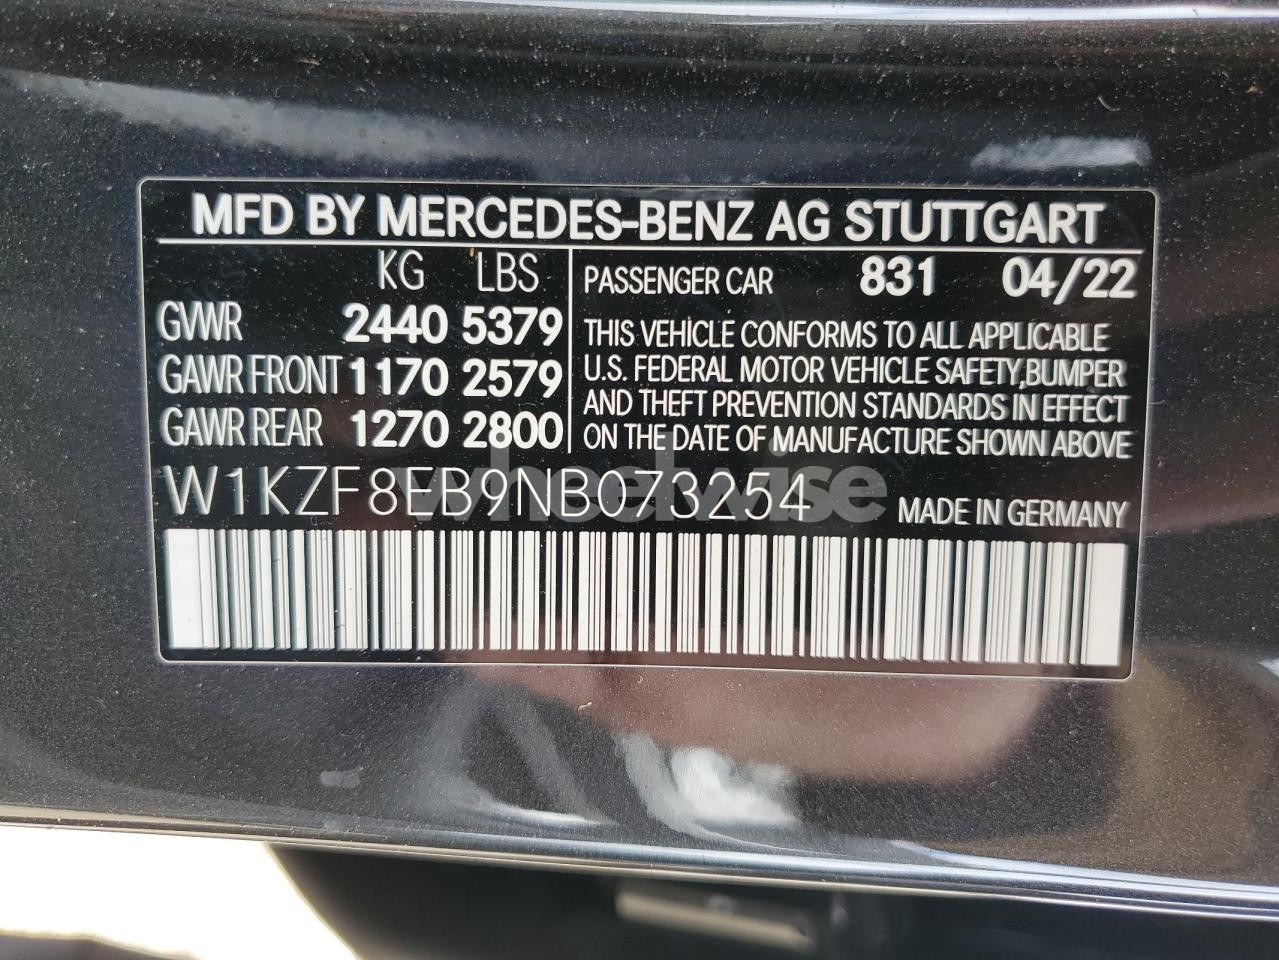 MFD BY MERCEDES-BENZ AG STUTTGART
KG LBS
GVWR 2440 5379
GAWR FRONT 1170 2579
GAWR REAR 1270 2800
PASSENGER CAR 831 04/22
THIS VEHICLE CONFORMS TO ALL APPLICABLE
U.S. FEDERAL MOTOR VEHICLE SAFETY,BUMPER
AND THEFT PREVENTION STANDARDS IN EFFECT
ON THE DATE OF MANUFACTURE SHOWN ABOVE
W1KZF8EB9NB073254
wheelwise
MADE IN GERMANY